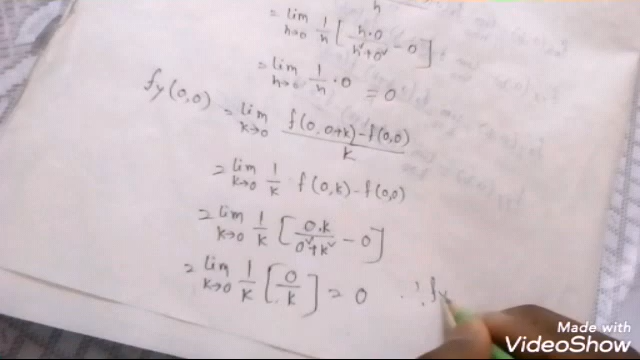 h
= lim h→0 1/h [ h·0 / h²+0² − 0 ]
= lim h→0 1/h · 0 = 0
fy(0,0) = lim k→0 f(0,0+k) − f(0,0) / k
= lim k→0 1/k f(0,k) − f(0,0)
= lim k→0 1/k [ 0.k / 0²+k² − 0 ]
= lim k→0 1/k [ 0 / k ] = 0 ∴ fx
Made with
VideoShow